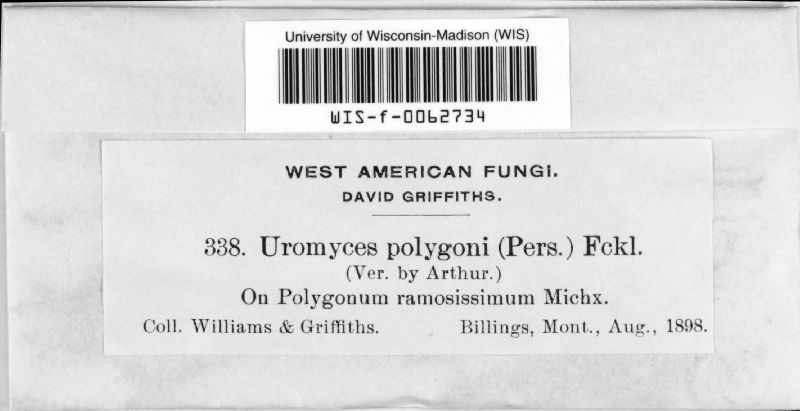 University of Wisconsin-Madison (WIS)
WIS-f-0062734
WEST AMERICAN FUNGI.
DAVID GRIFFITHS.
338. Uromyces polygoni (Pers.) Fckl.
(Ver. by Arthur.)
On Polygonum ramosissimum Michx.
Coll. Williams & Griffiths. Billings, Mont., Aug., 1898.